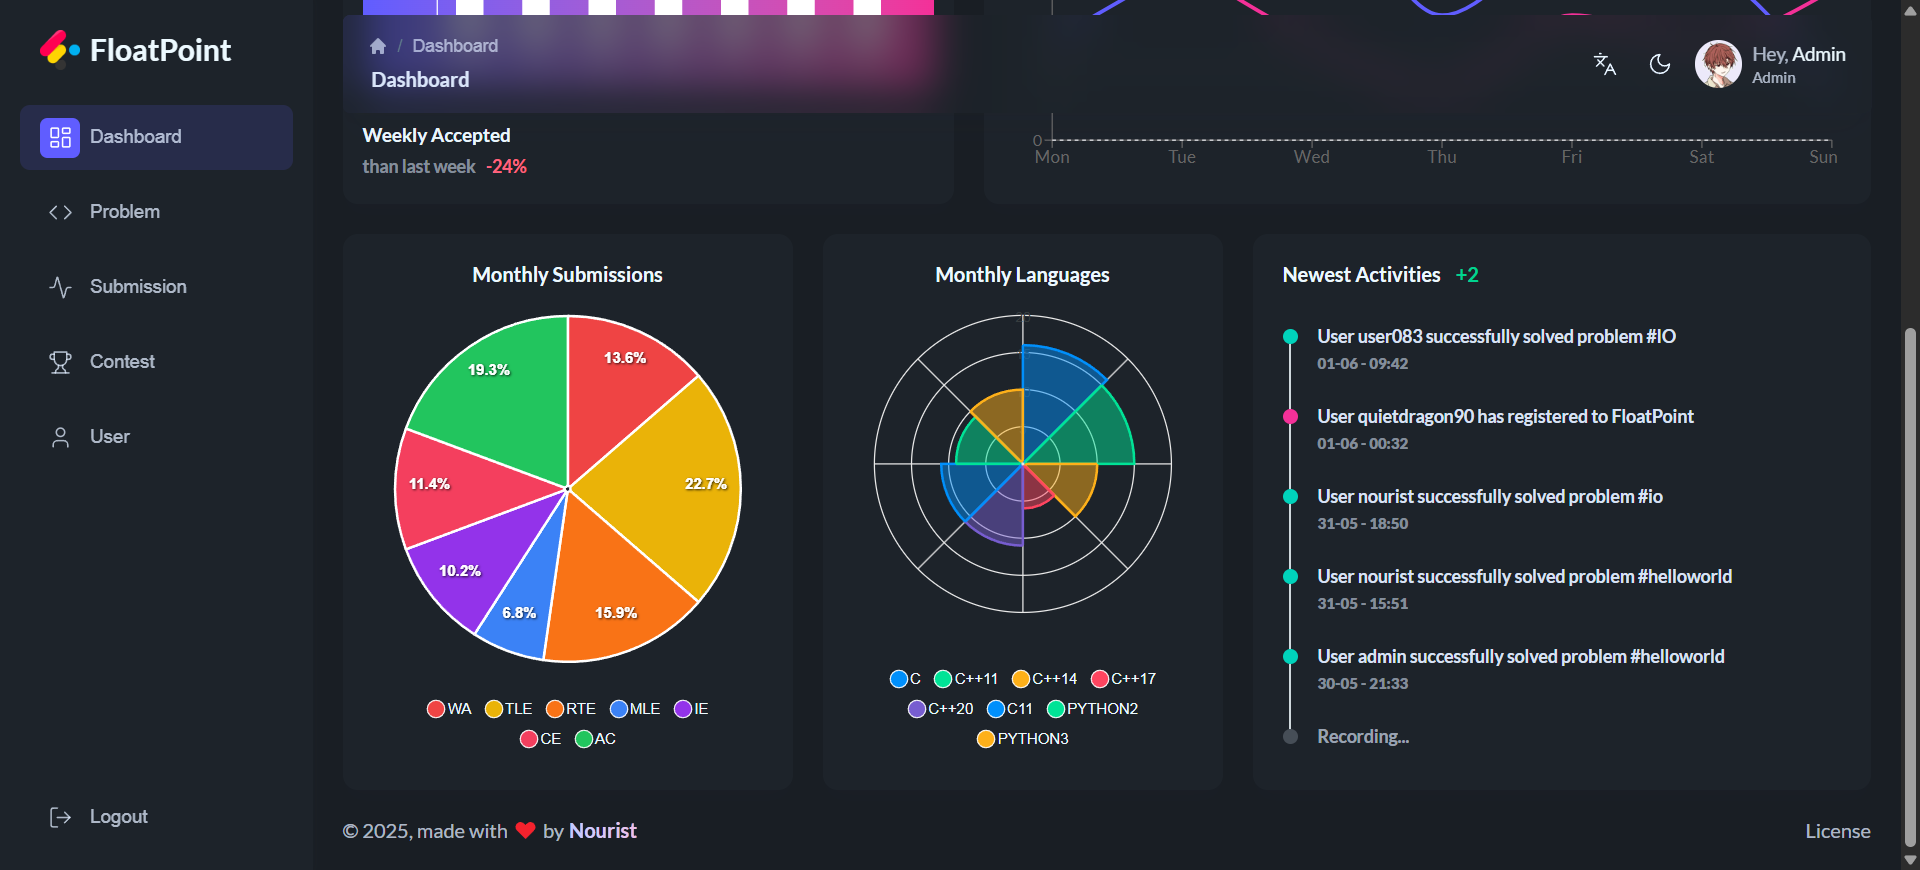 FloatPoint
Dashboard
Problem
Submission
Contest
User
Logout
/ Dashboard
Dashboard
Hey, Admin
Admin
Weekly Accepted
than last week -24%
0
Mon Tue Wed Thu Fri Sat Sun
Monthly Submissions
13.6%
22.7%
15.9%
6.8%
10.2%
11.4%
19.3%
WA TLE RTE MLE IE
CE AC
Monthly Languages
20
C C++11 C++14 C++17
C++20 C11 PYTHON2
PYTHON3
Newest Activities +2
User user083 successfully solved problem #IO
01-06 - 09:42
User quietdragon90 has registered to FloatPoint
01-06 - 00:32
User nourist successfully solved problem #io
31-05 - 18:50
User nourist successfully solved problem #helloworld
31-05 - 15:51
User admin successfully solved problem #helloworld
30-05 - 21:33
Recording...
© 2025, made with ❤ by Nourist
License